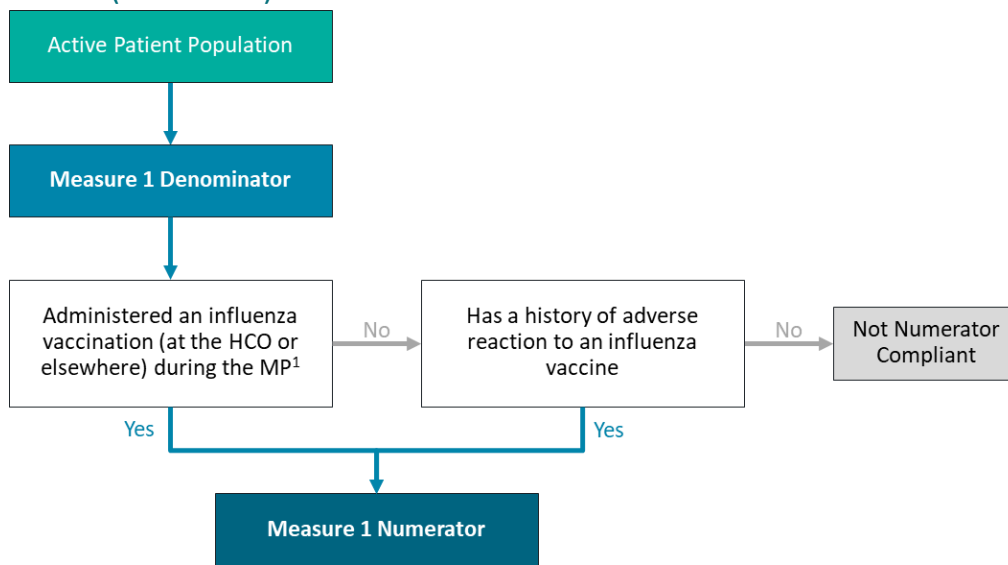 Active Patient Population
Measure 1 Denominator
Administered an influenza
vaccination (at the HCO or
elsewhere) during the MP¹
No
Has a history of adverse
reaction to an influenza
vaccine
No
Not Numerator
Compliant
Yes
Yes
Measure 1 Numerator